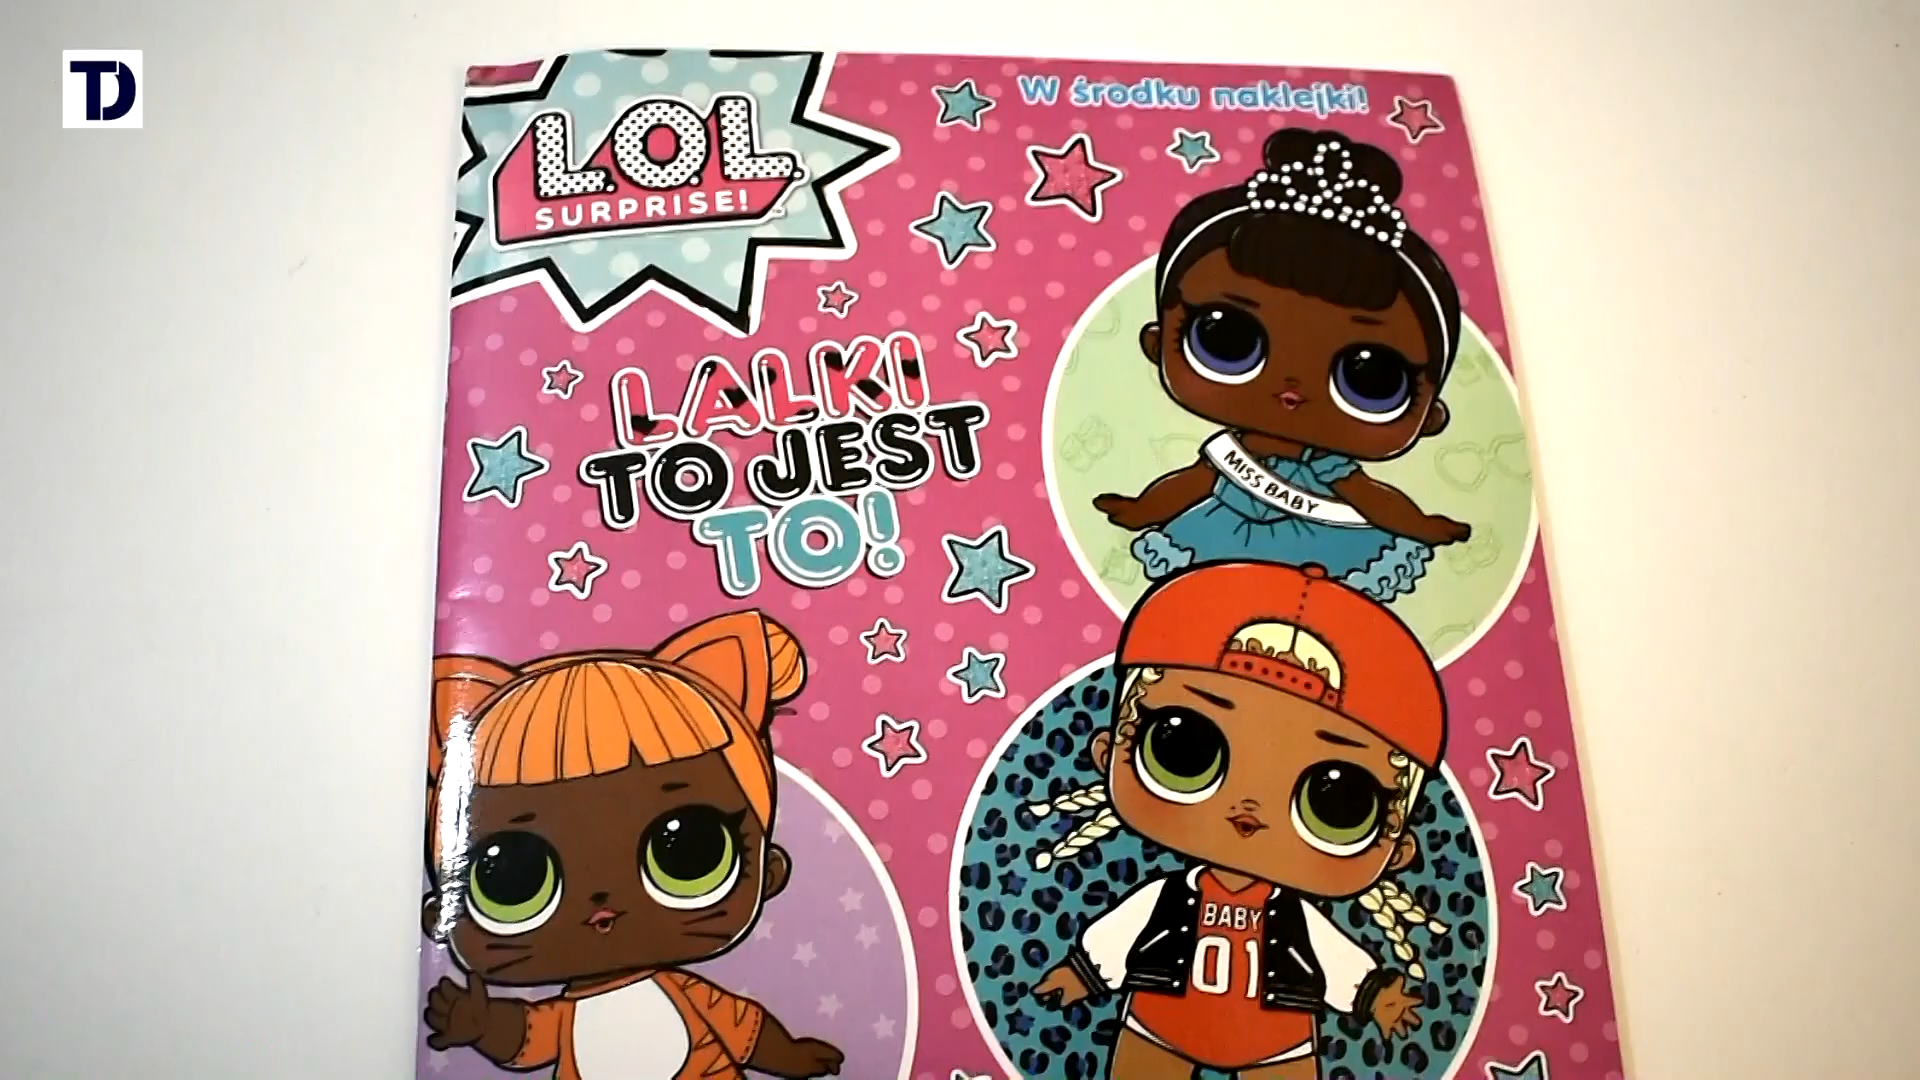 TD
L.O.L.
SURPRISE!
W środku naklejki!
LALKI
TO JEST
TO!
MISS BABY
BABY
01